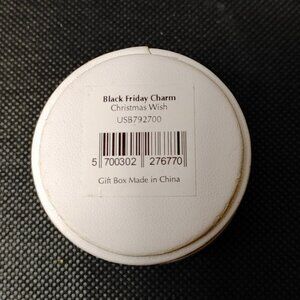 Black Friday Charm
Christmas Wish
USB792700
5 700302 276770
Gift Box Made in China